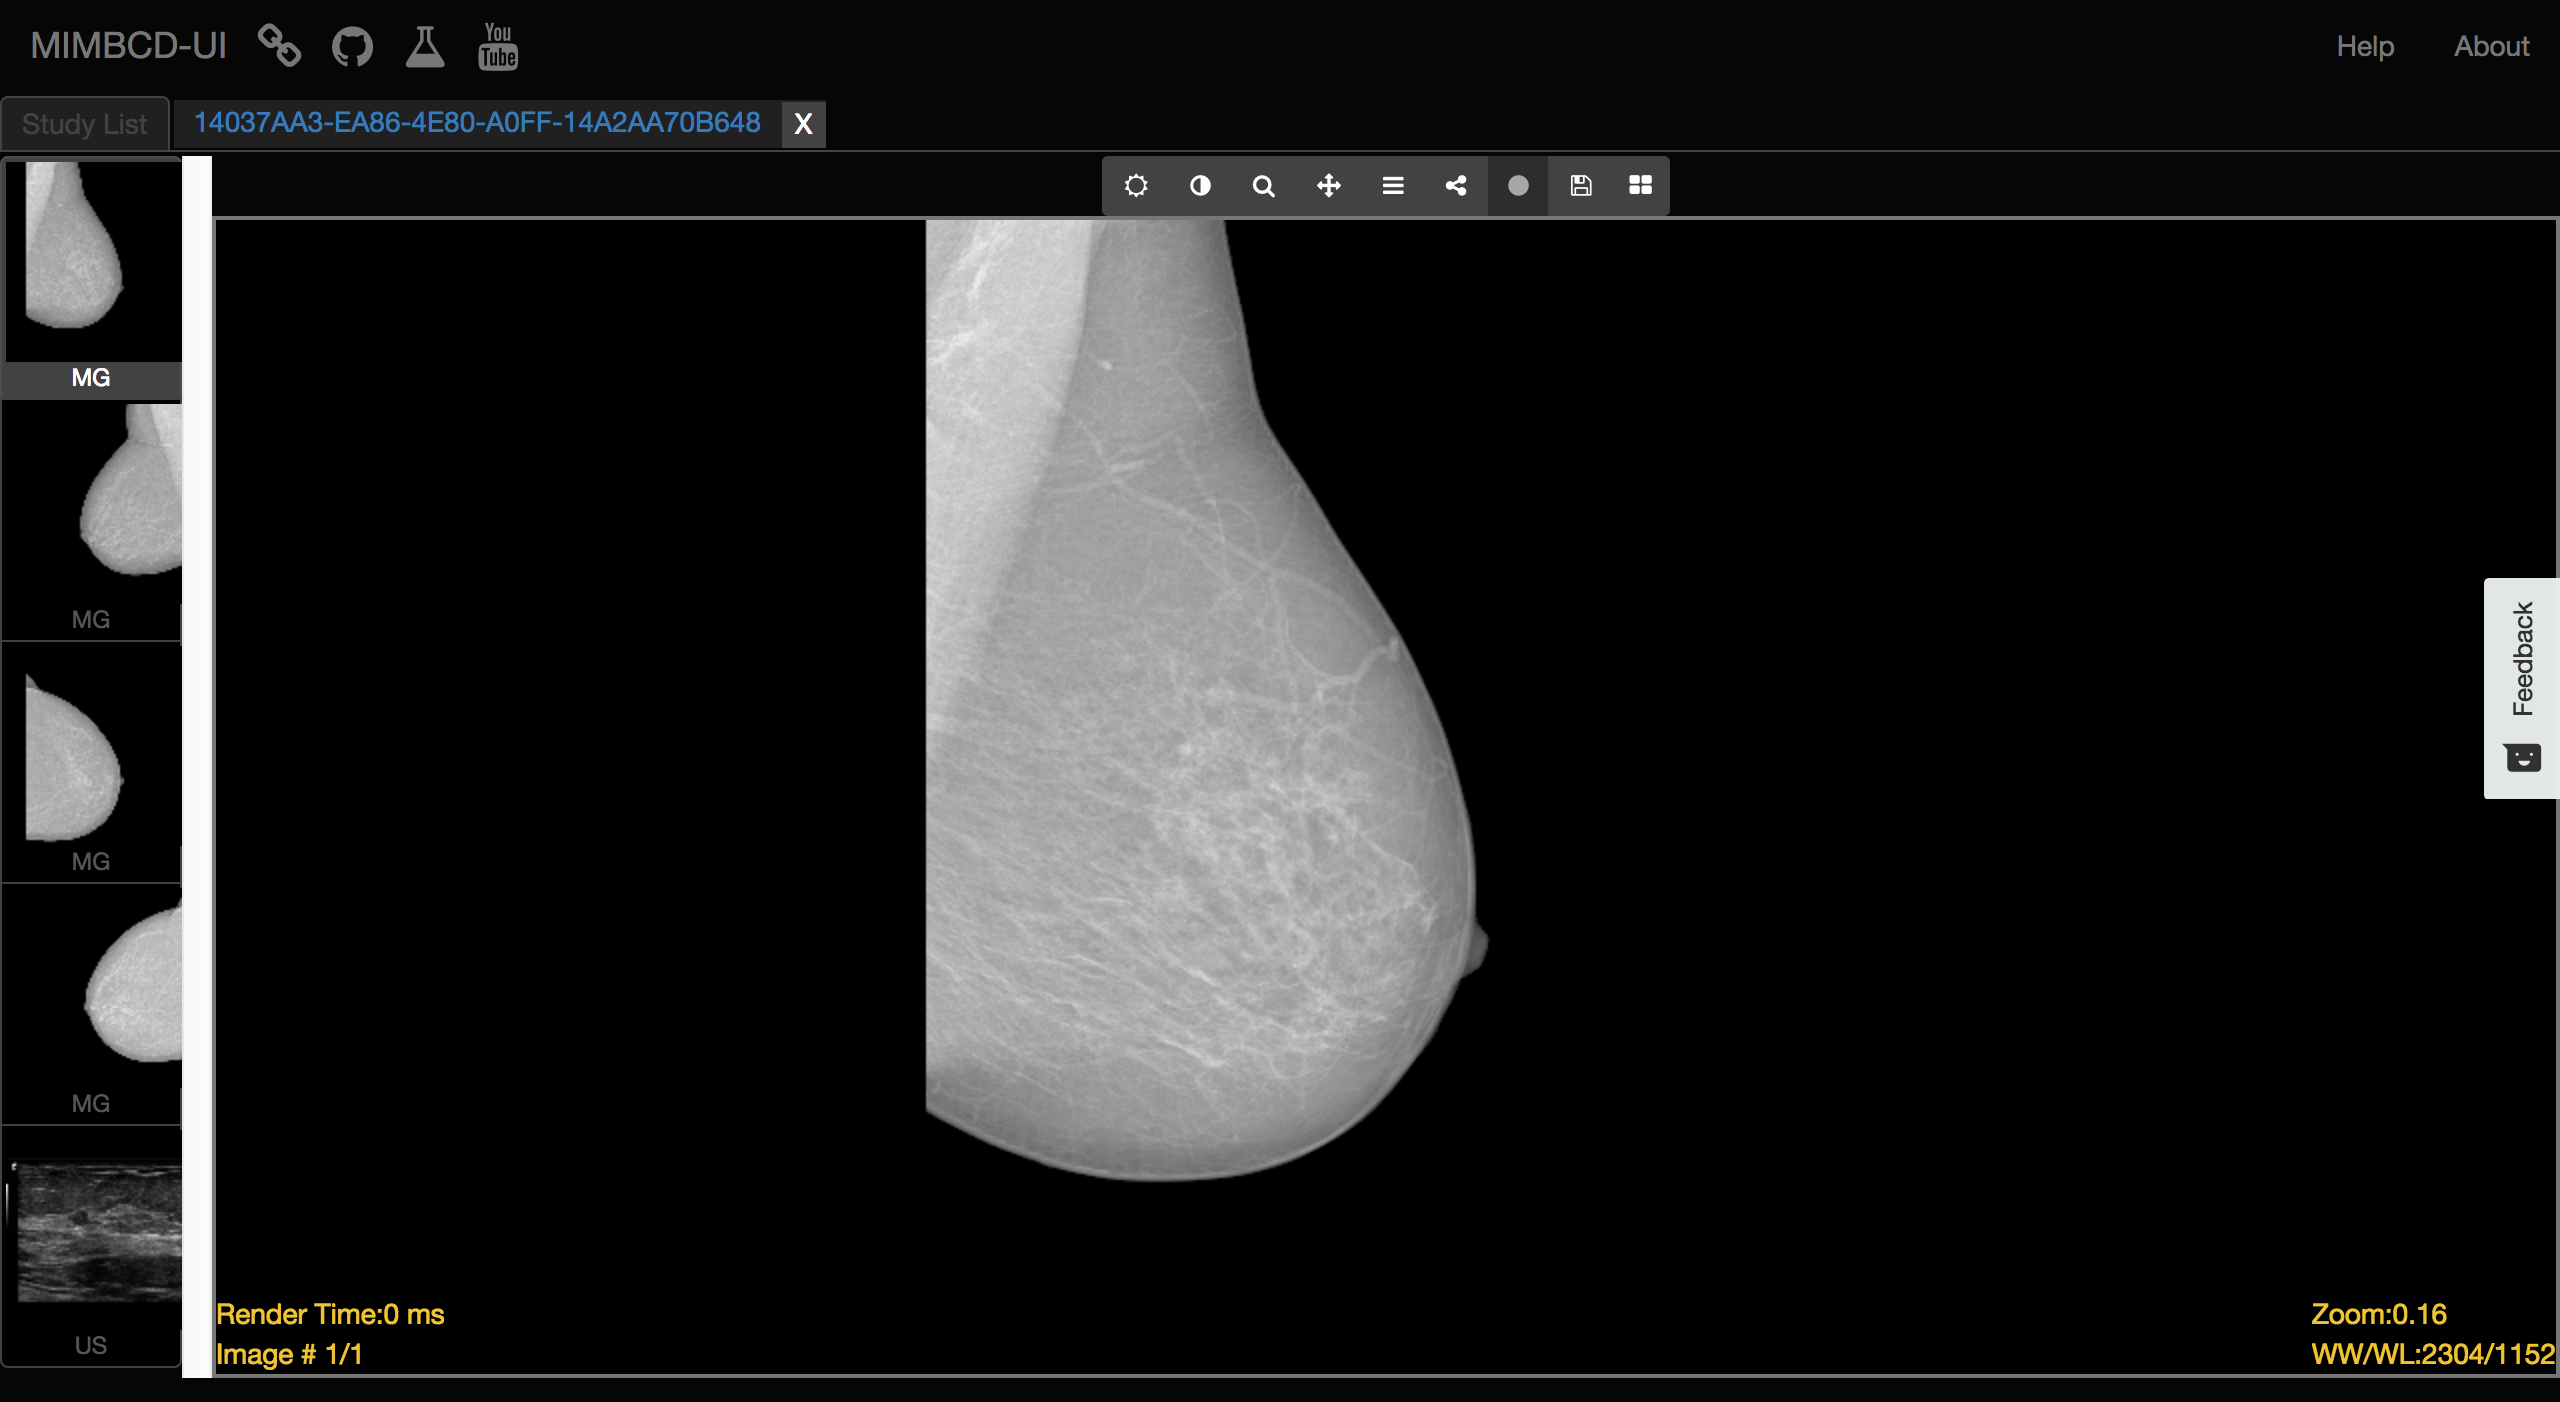 MIMBCD-UI
You
Tube
Help
About
Study List
14037AA3-EA86-4E80-A0FF-14A2AA70B648
X
MG
MG
MG
MG
US
Feedback
Render Time:0 ms
Image # 1/1
Zoom:0.16
WW/WL:2304/1152